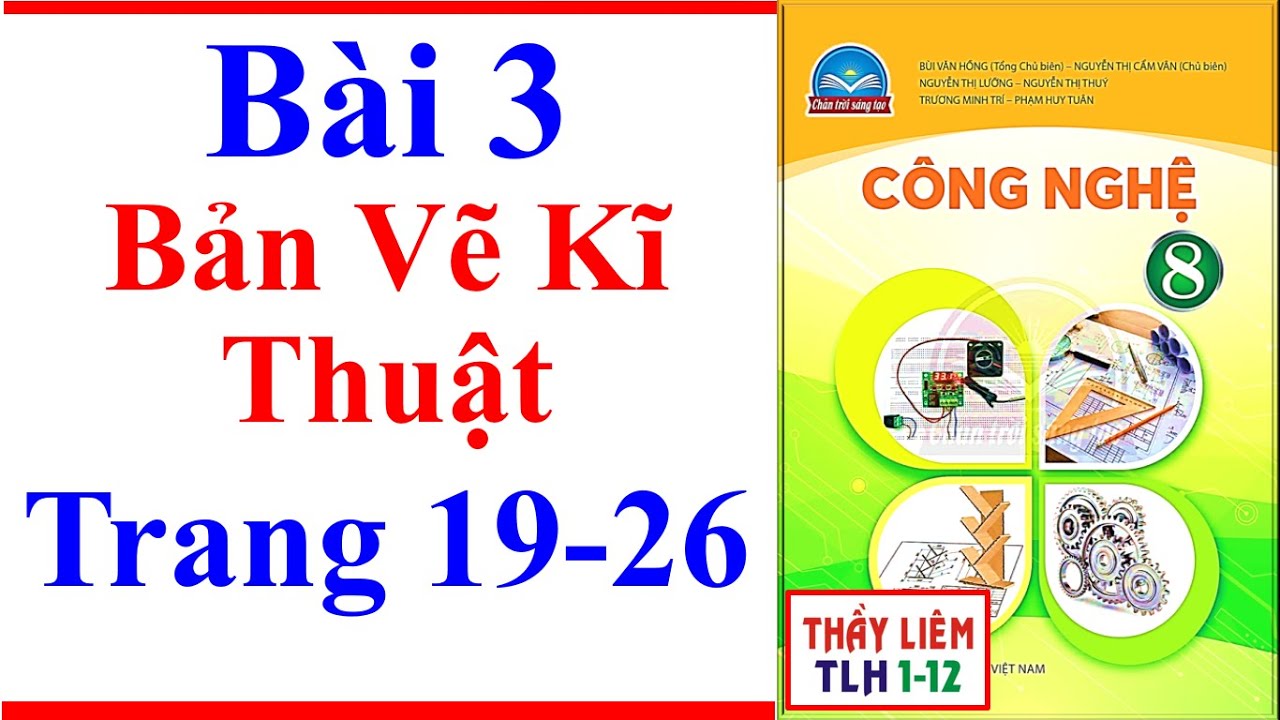 Bài 3
Bản Vẽ Kĩ
Thuật
Trang 19-26
BÙI VĂN HỒNG (Tổng Chủ biên) – NGUYỄN THỊ CẨM VÂN (Chủ biên)
NGUYỄN THỊ LƯỠNG – NGUYỄN THỊ THUÝ
TRƯƠNG MINH TRÍ – PHẠM HUY TUÂN
Chân trời sáng tạo
CÔNG NGHỆ
8
THẦY LIÊM
TLH 1-12
VIỆT NAM